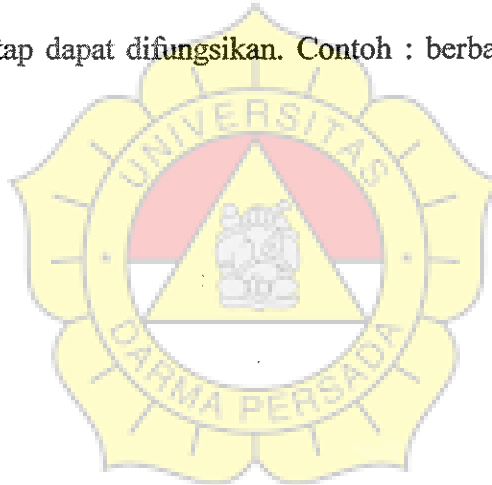 tap dapat difungsikan. Contoh : berba
UNIVERSITAS
DARMA PERSADA